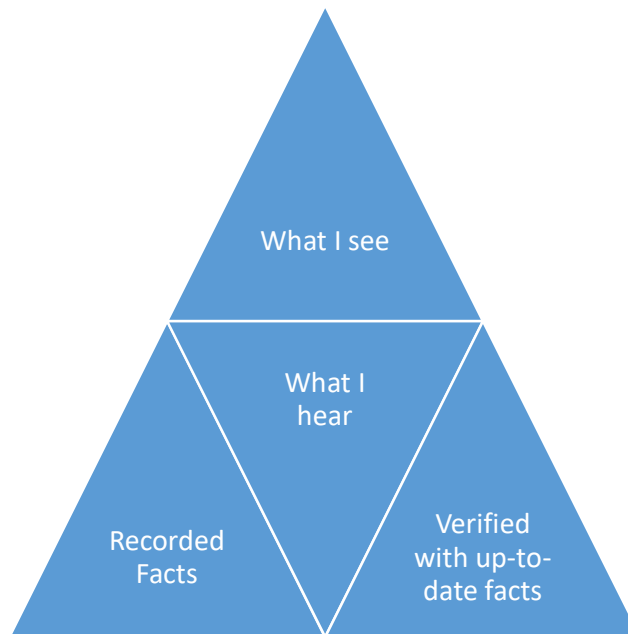 What I see
What I
hear
Recorded
Facts
Verified
with up-to-
date facts